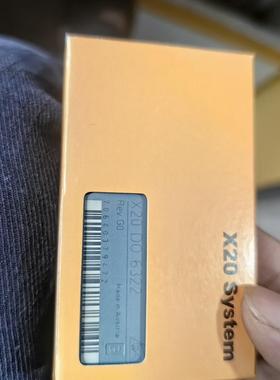 X20 System
X20 DO 6322
Rev. G0
Made in Austria